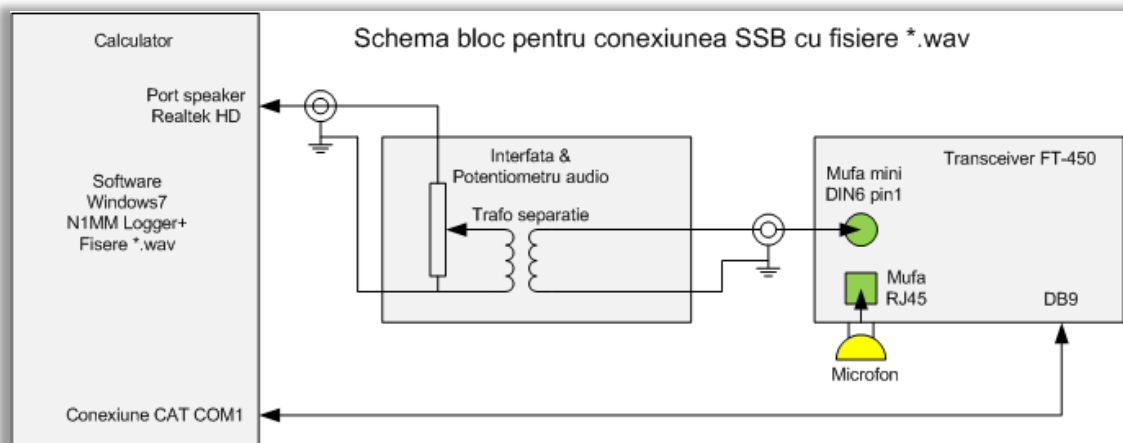 Schema bloc pentru conexiunea SSB cu fisiere *.wav
Calculator
Port speaker
Realtek HD
Software
Windows7
N1MM Logger+
Fisere *.wav
Conexiune CAT COM1
Interfata &
Potentiometru audio
Trafo separatie
Transceiver FT-450
Mufa mini
DIN6 pin1
Mufa
RJ45
DB9
Microfon